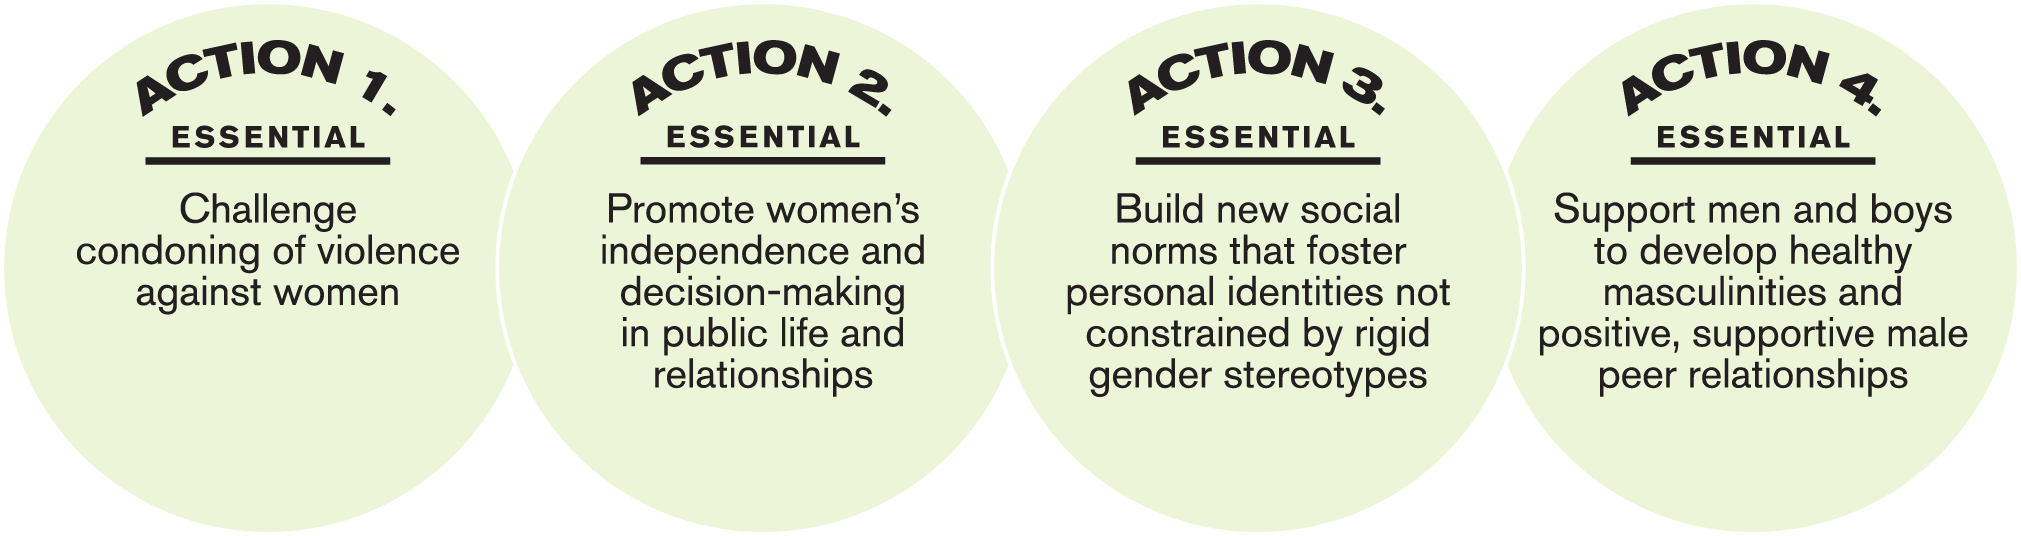 ACTION 1.
ESSENTIAL
Challenge
condoning of violence
against women
ACTION 2.
ESSENTIAL
Promote women’s
independence and
decision-making
in public life and
relationships
ACTION 3.
ESSENTIAL
Build new social
norms that foster
personal identities not
constrained by rigid
gender stereotypes
ACTION 4.
ESSENTIAL
Support men and boys
to develop healthy
masculinities and
positive, supportive male
peer relationships